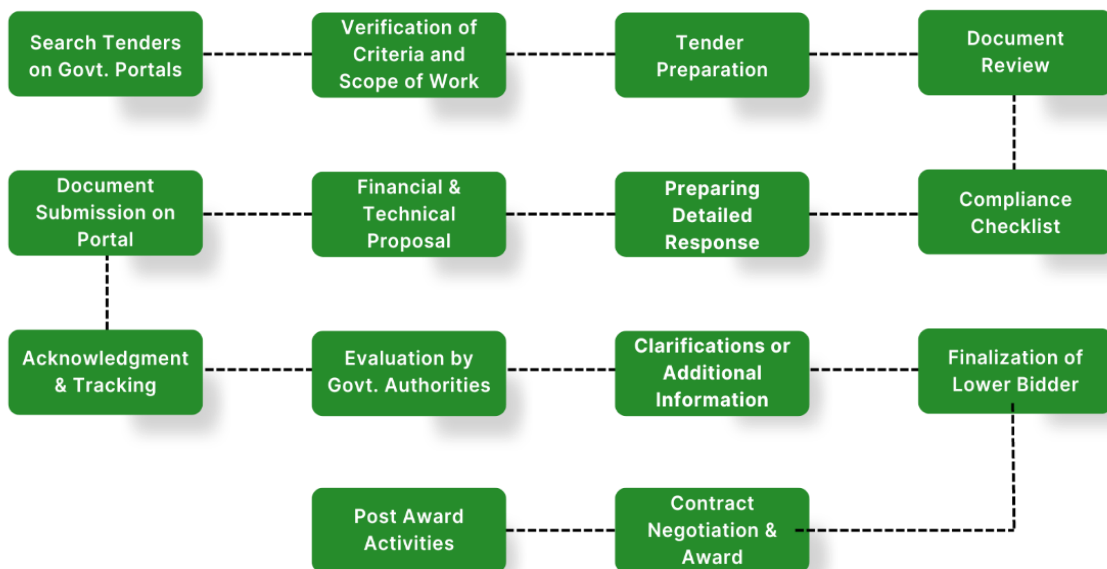 Search Tenders
on Govt. Portals
Verification of
Criteria and
Scope of Work
Tender
Preparation
Document
Review
Compliance
Checklist
Preparing
Detailed
Response
Financial &
Technical
Proposal
Document
Submission on
Portal
Acknowledgment
& Tracking
Evaluation by
Govt. Authorities
Clarifications or
Additional
Information
Finalization of
Lower Bidder
Contract
Negotiation &
Award
Post Award
Activities